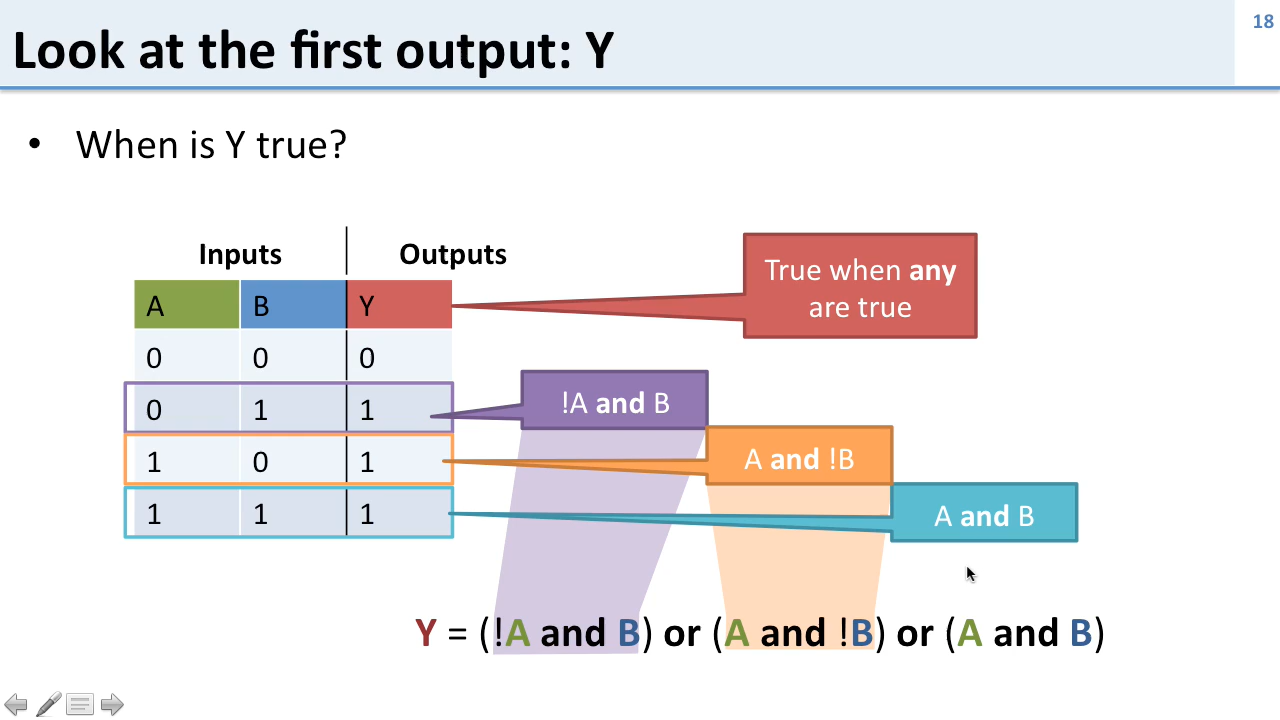 18
Look at the first output: Y
• When is Y true?
Inputs Outputs
A B Y
0 0 0
0 1 1
1 0 1
1 1 1
True when any
are true
!A and B
A and !B
A and B
Y = (!A and B) or (A and !B) or (A and B)